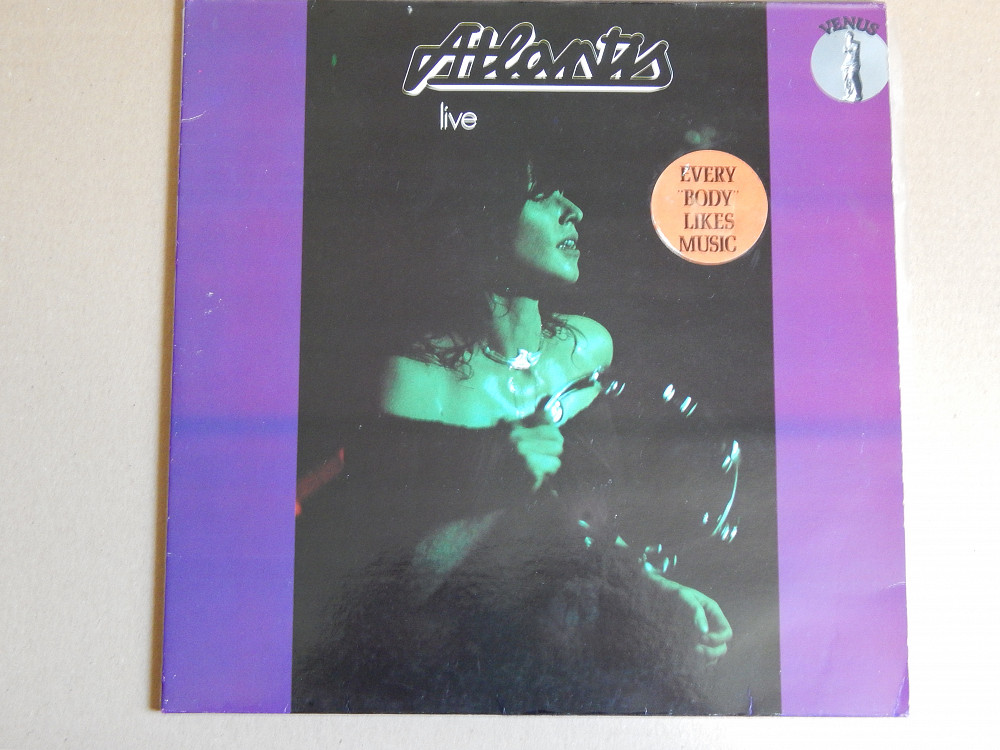 Atlantis
live
VENUS
EVERY
"BODY"
LIKES
MUSIC